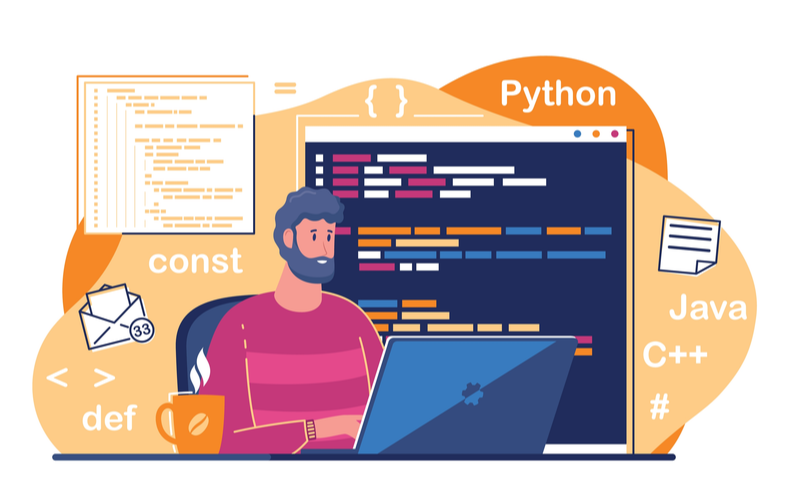 =
{ }
Python
const
33
Java
< >
C++
def
#